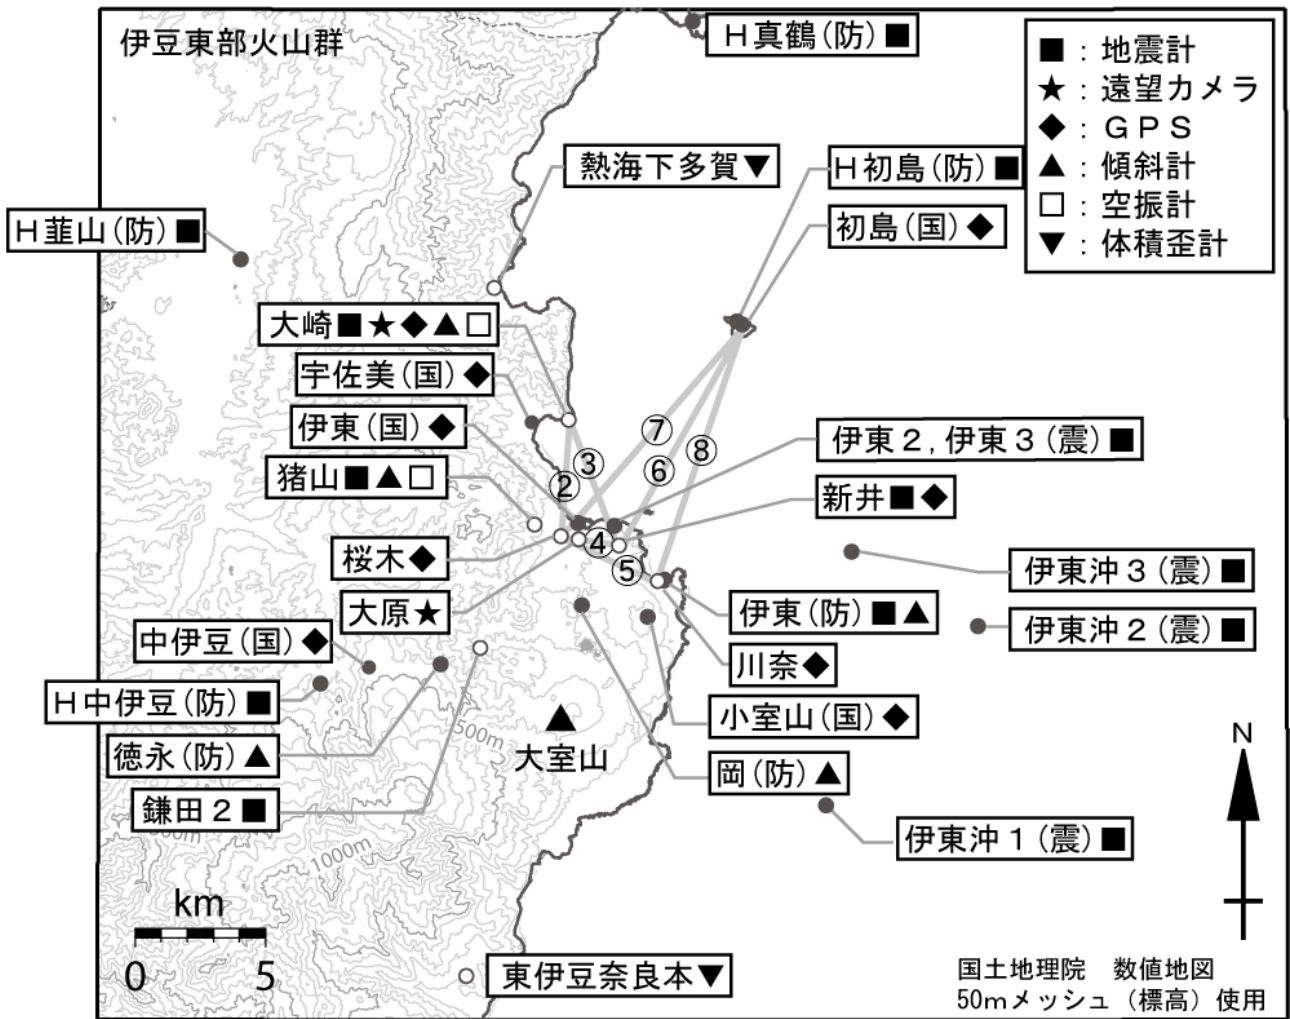 伊豆東部火山群
H真鶴(防)■
■：地震計
★：遠望カメラ
◆：GPS
▲：傾斜計
□：空振計
▼：体積歪計
熱海下多賀▼
H初島(防)■
初島(国)◆
H韮山(防)■
大崎■★◆▲□
宇佐美(国)◆
伊東(国)◆
猪山■▲□
桜木◆
大原★
中伊豆(国)◆
H中伊豆(防)■
徳永(防)▲
鎌田2■
⑦
③
⑧
⑥
②
④
⑤
伊東2,伊東3(震)■
新井■◆
伊東沖3(震)■
伊東沖2(震)■
伊東(防)■▲
川奈◆
小室山(国)◆
岡(防)▲
伊東沖1(震)■
大室山
500m
1000m
km
0 5
東伊豆奈良本▼
N
国土地理院 数値地図
50mメッシュ（標高）使用